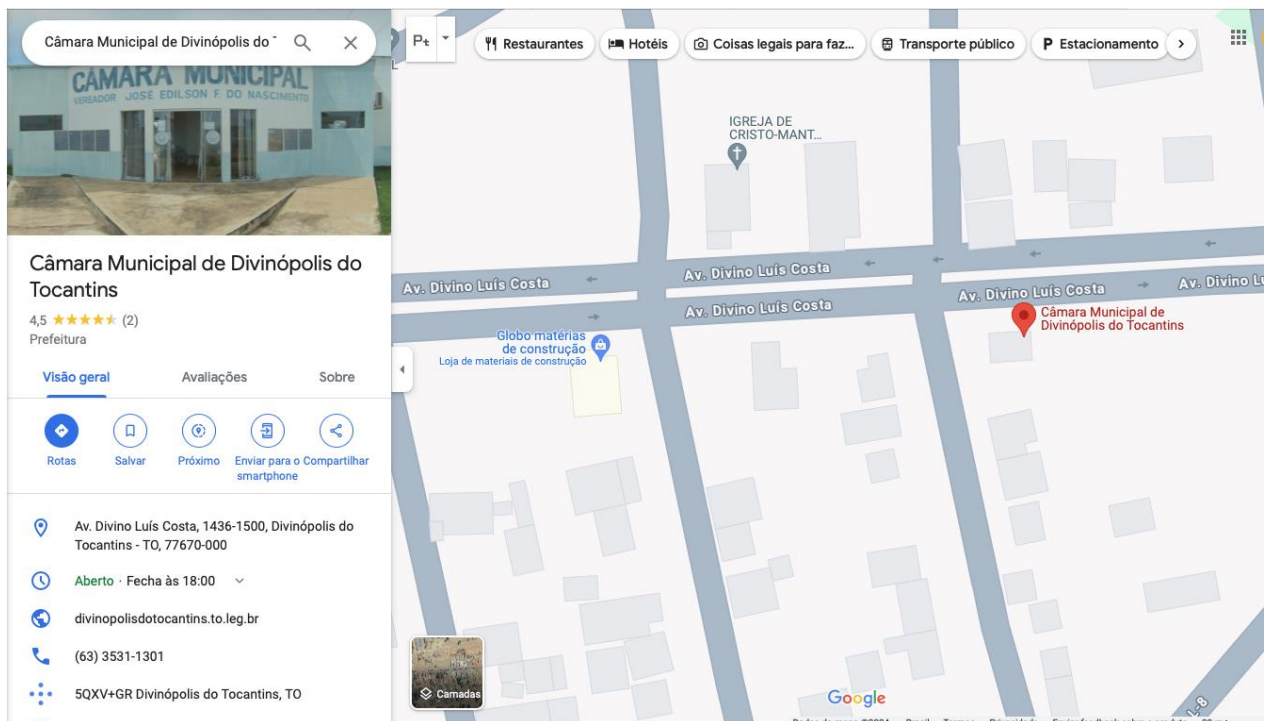 Câmara Municipal de Divinópolis do
CÂMARA MUNICIPAL
VEREADOR JOSÉ EDILSON F. DO NASCIMENTO
Câmara Municipal de Divinópolis do
Tocantins
4,5 (2)
Prefeitura
Visão geral Avaliações Sobre
Rotas Salvar Próximo Enviar para o Compartilhar
smartphone
Av. Divino Luís Costa, 1436-1500, Divinópolis do
Tocantins - TO, 77670-000
Aberto · Fecha às 18:00
divinopolisdotocantins.to.leg.br
(63) 3531-1301
5QXV+GR Divinópolis do Tocantins, TO
Restaurantes Hotéis Coisas legais para faz... Transporte público P Estacionamento
IGREJA DE
CRISTO-MANT...
Av. Divino Luís Costa
Av. Divino Luís Costa
Av. Divino Luís Costa
Av. Divino Luís Costa
Av. Divino
Câmara Municipal de
Divinópolis do Tocantins
Globo matérias
de construção
Loja de materiais de construção
Camadas
Google
L-8